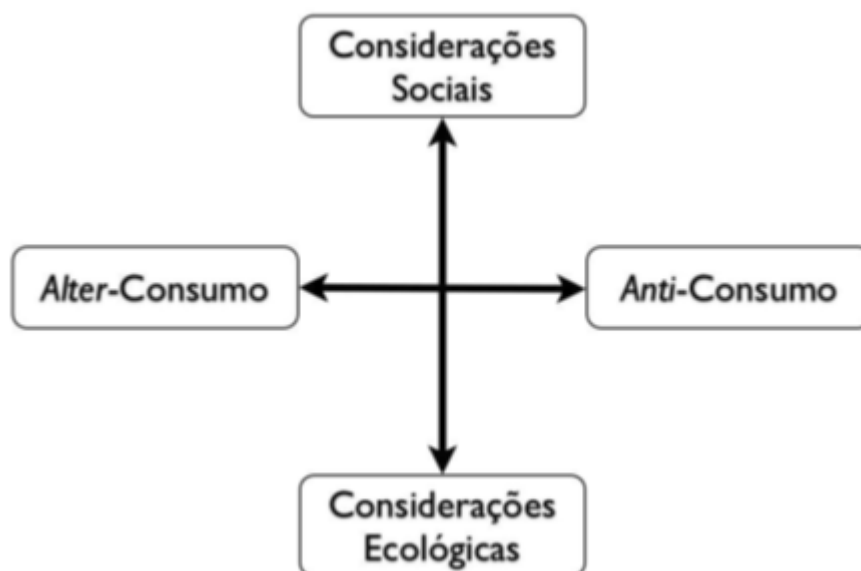 Considerações
Sociais
Alter-Consumo
Anti-Consumo
Considerações
Ecológicas